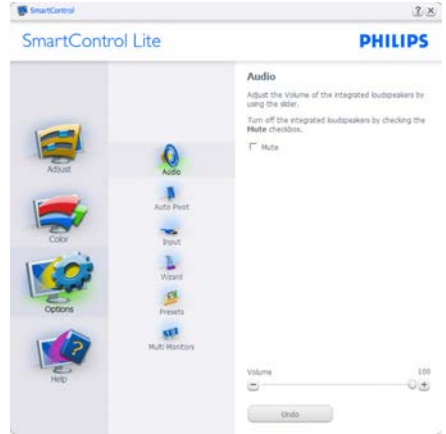 SmartControl
SmartControl Lite
PHILIPS
Adjust
Color
Options
Help
Audio
Auto Pivot
Input
Wizard
Presets
Multi Monitors
Audio
Adjust the Volume of the integrated loudspeakers by
using the slider.
Turn off the integrated loudspeakers by checking the
Mute checkbox.
Mute
Volume 100
Undo